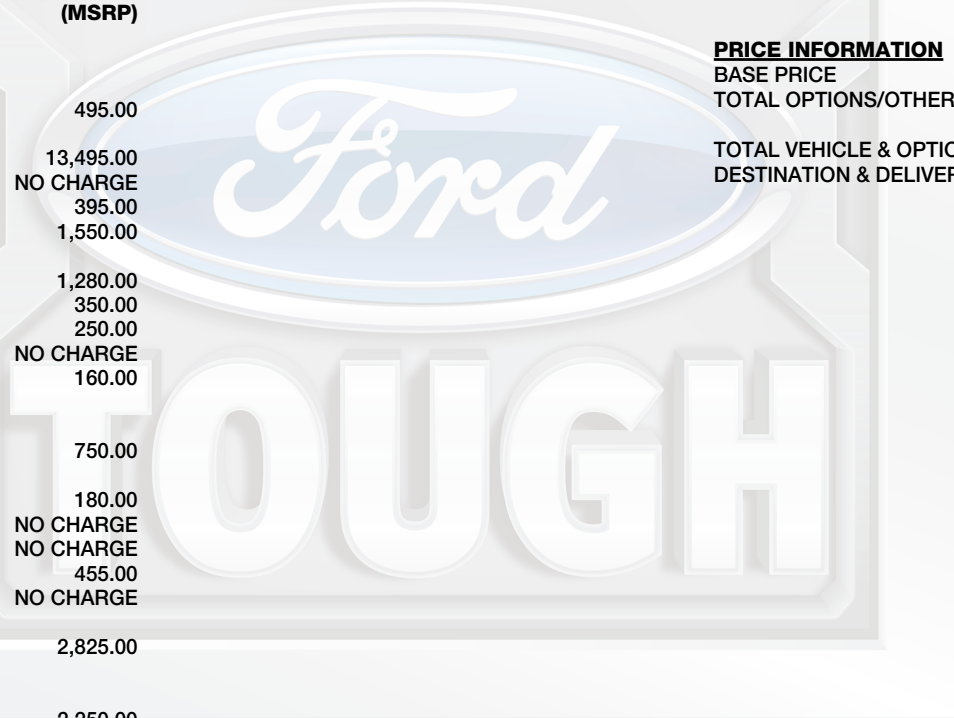 (MSRP)
495.00
13,495.00
NO CHARGE
395.00
1,550.00
1,280.00
350.00
250.00
NO CHARGE
160.00
750.00
180.00
NO CHARGE
NO CHARGE
455.00
NO CHARGE
2,825.00
PRICE INFORMATION
BASE PRICE
TOTAL OPTIONS/OTHER
TOTAL VEHICLE & OPTIO
DESTINATION & DELIVER
Ford
TOUGH